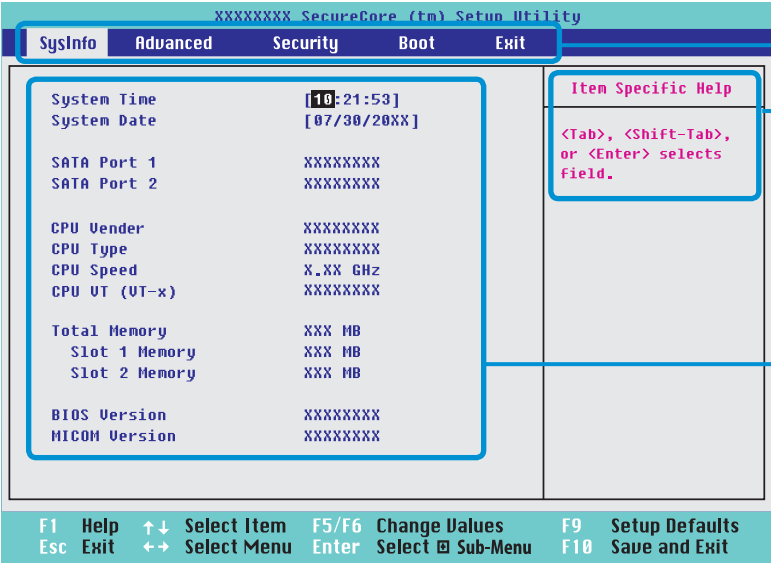 XXXXXXXX SecureCore (tm) Setup Utility
SysInfo Advanced Security Boot Exit
System Time [10:21:53]
System Date [07/30/20XX]
SATA Port 1 XXXXXXXX
SATA Port 2 XXXXXXXX
CPU Vender XXXXXXXX
CPU Type XXXXXXXX
CPU Speed X.XX GHz
CPU VT (VT-x) XXXXXXXX
Total Memory XXX MB
Slot 1 Memory XXX MB
Slot 2 Memory XXX MB
BIOS Version XXXXXXXX
MICOM Version XXXXXXXX
Item Specific Help
<Tab>, <Shift-Tab>,
or <Enter> selects
field.
F1 Help ↑↓ Select Item F5/F6 Change Values F9 Setup Defaults
Esc Exit ←→ Select Menu Enter Select ⊞ Sub-Menu F10 Save and Exit